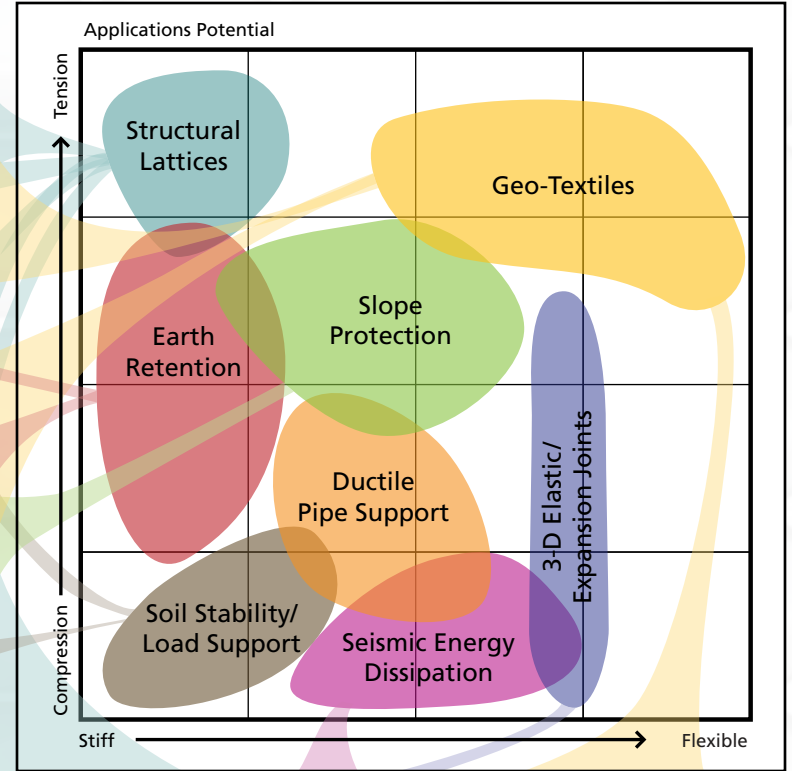 Applications Potential
Tension
Compression
Structural
Lattices
Geo-Textiles
Earth
Retention
Slope
Protection
Ductile
Pipe Support
3-D Elastic/
Expansion Joints
Soil Stability/
Load Support
Seismic Energy
Dissipation
Stiff
Flexible